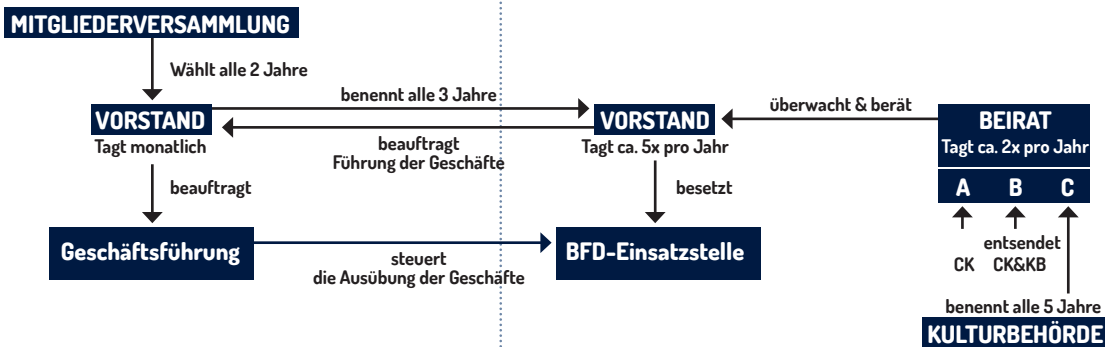 MITGLIEDERVERSAMMLUNG
Wählt alle 2 Jahre
benennt alle 3 Jahre
überwacht & berät
VORSTAND
Tagt monatlich
VORSTAND
Tagt ca. 5x pro Jahr
BEIRAT
Tagt ca. 2x pro Jahr
beauftragt
Führung der Geschäfte
beauftragt
besetzt
A B C
Geschäftsführung
steuert
die Ausübung der Geschäfte
BFD-Einsatzstelle
entsendet
CK CK&KB
benennt alle 5 Jahre
KULTURBEHÖRDE